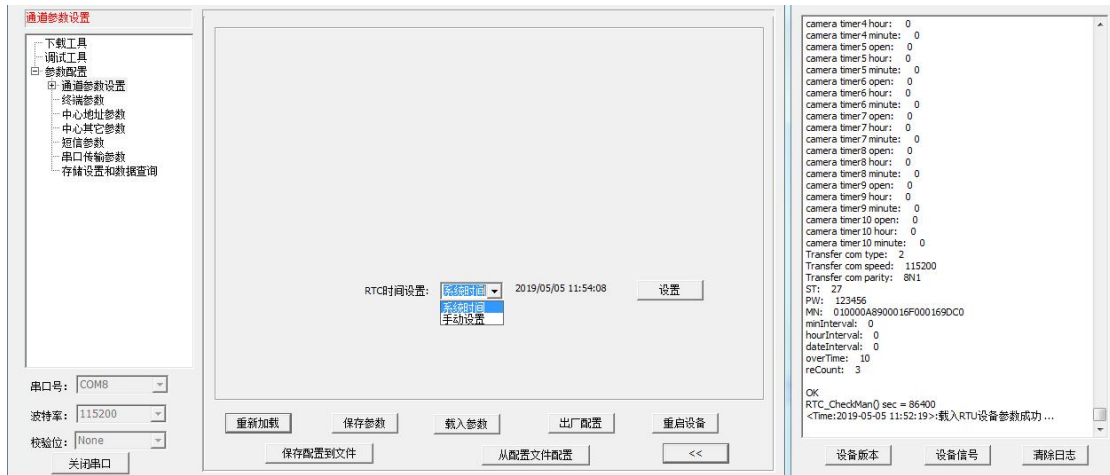 通道参数设置
下载工具
调试工具
参数配置
通道参数设置
终端参数
中心地址参数
中心其它参数
短信参数
串口传输参数
存储设置和数据查询
串口号: COM8
波特率: 115200
校验位: None
关闭串口
RTC时间设置: 系统时间 2019/05/05 11:54:08 设置
系统时间
手动设置
重新加载 保存参数 载入参数 出厂配置 重启设备
保存配置到文件 从配置文件配置 <<
camera timer4 hour: 0
camera timer4 minute: 0
camera timer5 open: 0
camera timer5 hour: 0
camera timer5 minute: 0
camera timer6 open: 0
camera timer6 hour: 0
camera timer6 minute: 0
camera timer7 open: 0
camera timer7 hour: 0
camera timer7 minute: 0
camera timer8 open: 0
camera timer8 hour: 0
camera timer8 minute: 0
camera timer9 open: 0
camera timer9 hour: 0
camera timer9 minute: 0
camera timer10 open: 0
camera timer10 hour: 0
camera timer10 minute: 0
Transfer com type: 2
Transfer com speed: 115200
Transfer com parity: 8N1
ST: 27
PW: 123456
MN: 010000A8900016F000169DC0
minInterval: 0
hourInterval: 0
dateInterval: 0
overTime: 10
reCount: 3
OK
RTC_CheckMan() sec = 86400
<Time:2019-05-05 11:52:19>:载入RTU设备参数成功 ...
设备版本 设备信号 清除日志